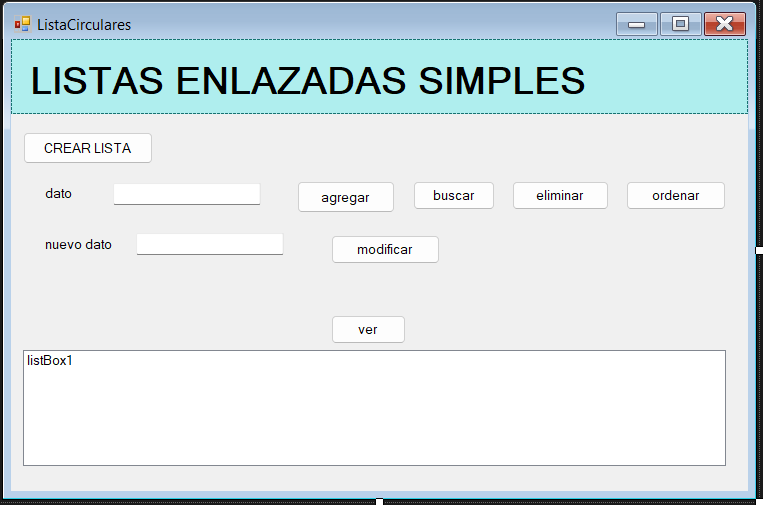 ListaCirculares
LISTAS ENLAZADAS SIMPLES
CREAR LISTA
dato agregar buscar eliminar ordenar
nuevo dato modificar
ver
listBox1